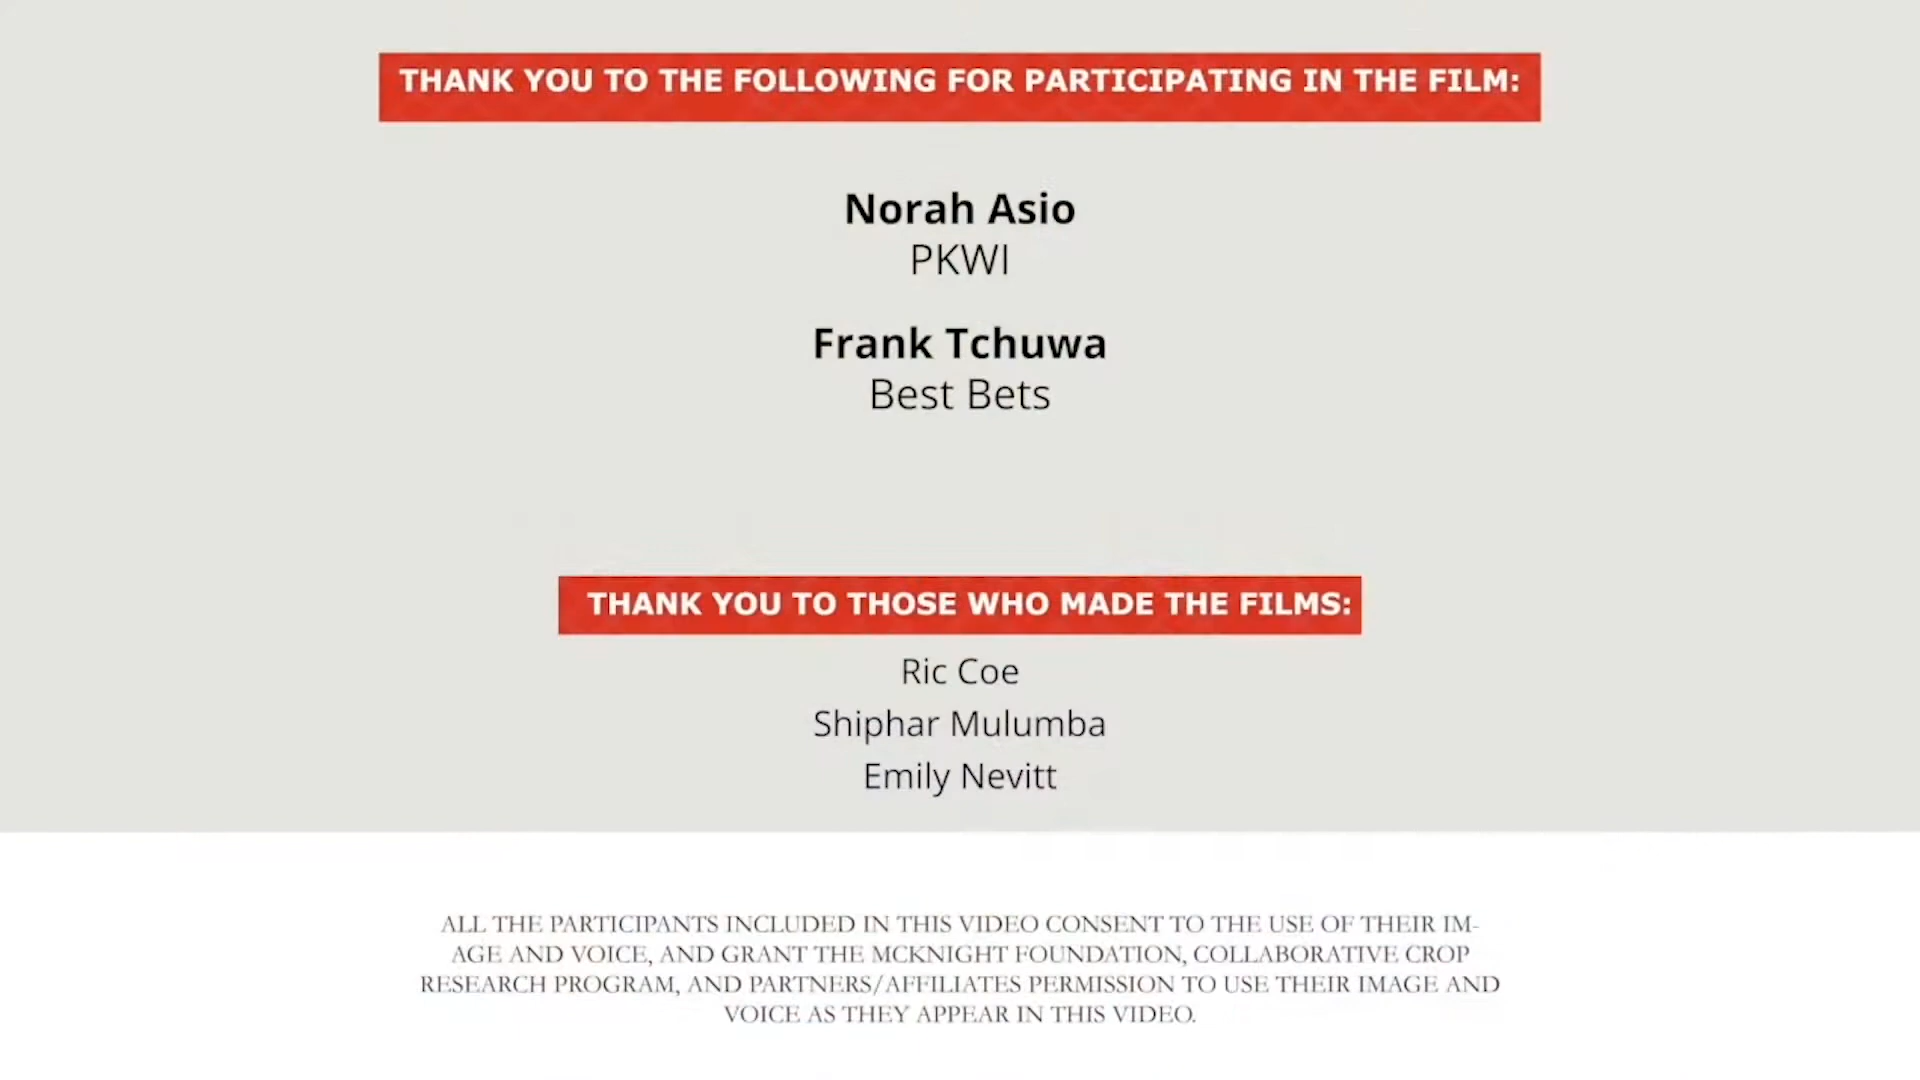 THANK YOU TO THE FOLLOWING FOR PARTICIPATING IN THE FILM:
Norah Asio
PKWI
Frank Tchuwa
Best Bets
THANK YOU TO THOSE WHO MADE THE FILMS:
Ric Coe
Shiphar Mulumba
Emily Nevitt
ALL THE PARTICIPANTS INCLUDED IN THIS VIDEO CONSENT TO THE USE OF THEIR IM-
AGE AND VOICE, AND GRANT THE MCKNIGHT FOUNDATION, COLLABORATIVE CROP
RESEARCH PROGRAM, AND PARTNERS/AFFILIATES PERMISSION TO USE THEIR IMAGE AND
VOICE AS THEY APPEAR IN THIS VIDEO.